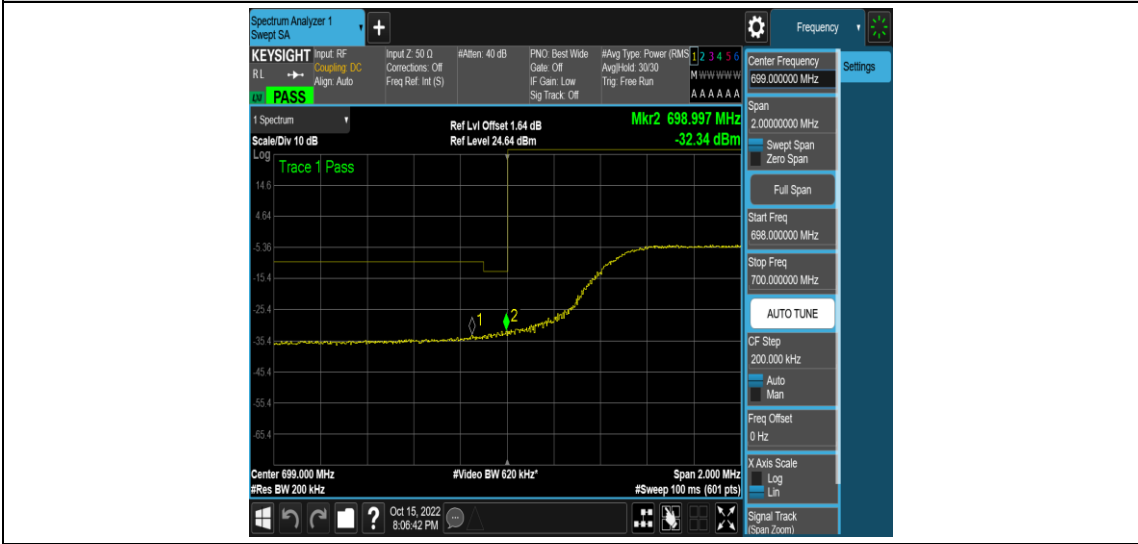 Spectrum Analyzer 1
Swept SA
+
Frequency
KEYSIGHT
RL
PASS
Input: RF
Coupling: DC
Align: Auto
Input Z: 50 Ω
Corrections: Off
Freq Ref: Int (S)
#Atten: 40 dB
PNO: Best Wide
Gate: Off
IF Gain: Low
Sig Track: Off
#Avg Type: Power (RMS
Avg|Hold: 30/30
Trig: Free Run
1 2 3 4 5 6
M W W W W W
A A A A A A
1 Spectrum
Scale/Div 10 dB
Ref Lvl Offset 1.64 dB
Ref Level 24.64 dBm
Mkr2 698.997 MHz
-32.34 dBm
Log
Trace 1 Pass
14.6
4.64
-5.36
-15.4
-25.4
-35.4
-45.4
-55.4
-65.4
1
2
Center 699.000 MHz
#Res BW 200 kHz
#Video BW 620 kHz*
Span 2.000 MHz
#Sweep 100 ms (601 pts)
?
Oct 15, 2022
8:06:42 PM
Center Frequency
699.000000 MHz
Settings
Span
2.00000000 MHz
Swept Span
Zero Span
Full Span
Start Freq
698.000000 MHz
Stop Freq
700.000000 MHz
AUTO TUNE
CF Step
200.000 kHz
Auto
Man
Freq Offset
0 Hz
X Axis Scale
Log
Lin
Signal Track
(Span Zoom)